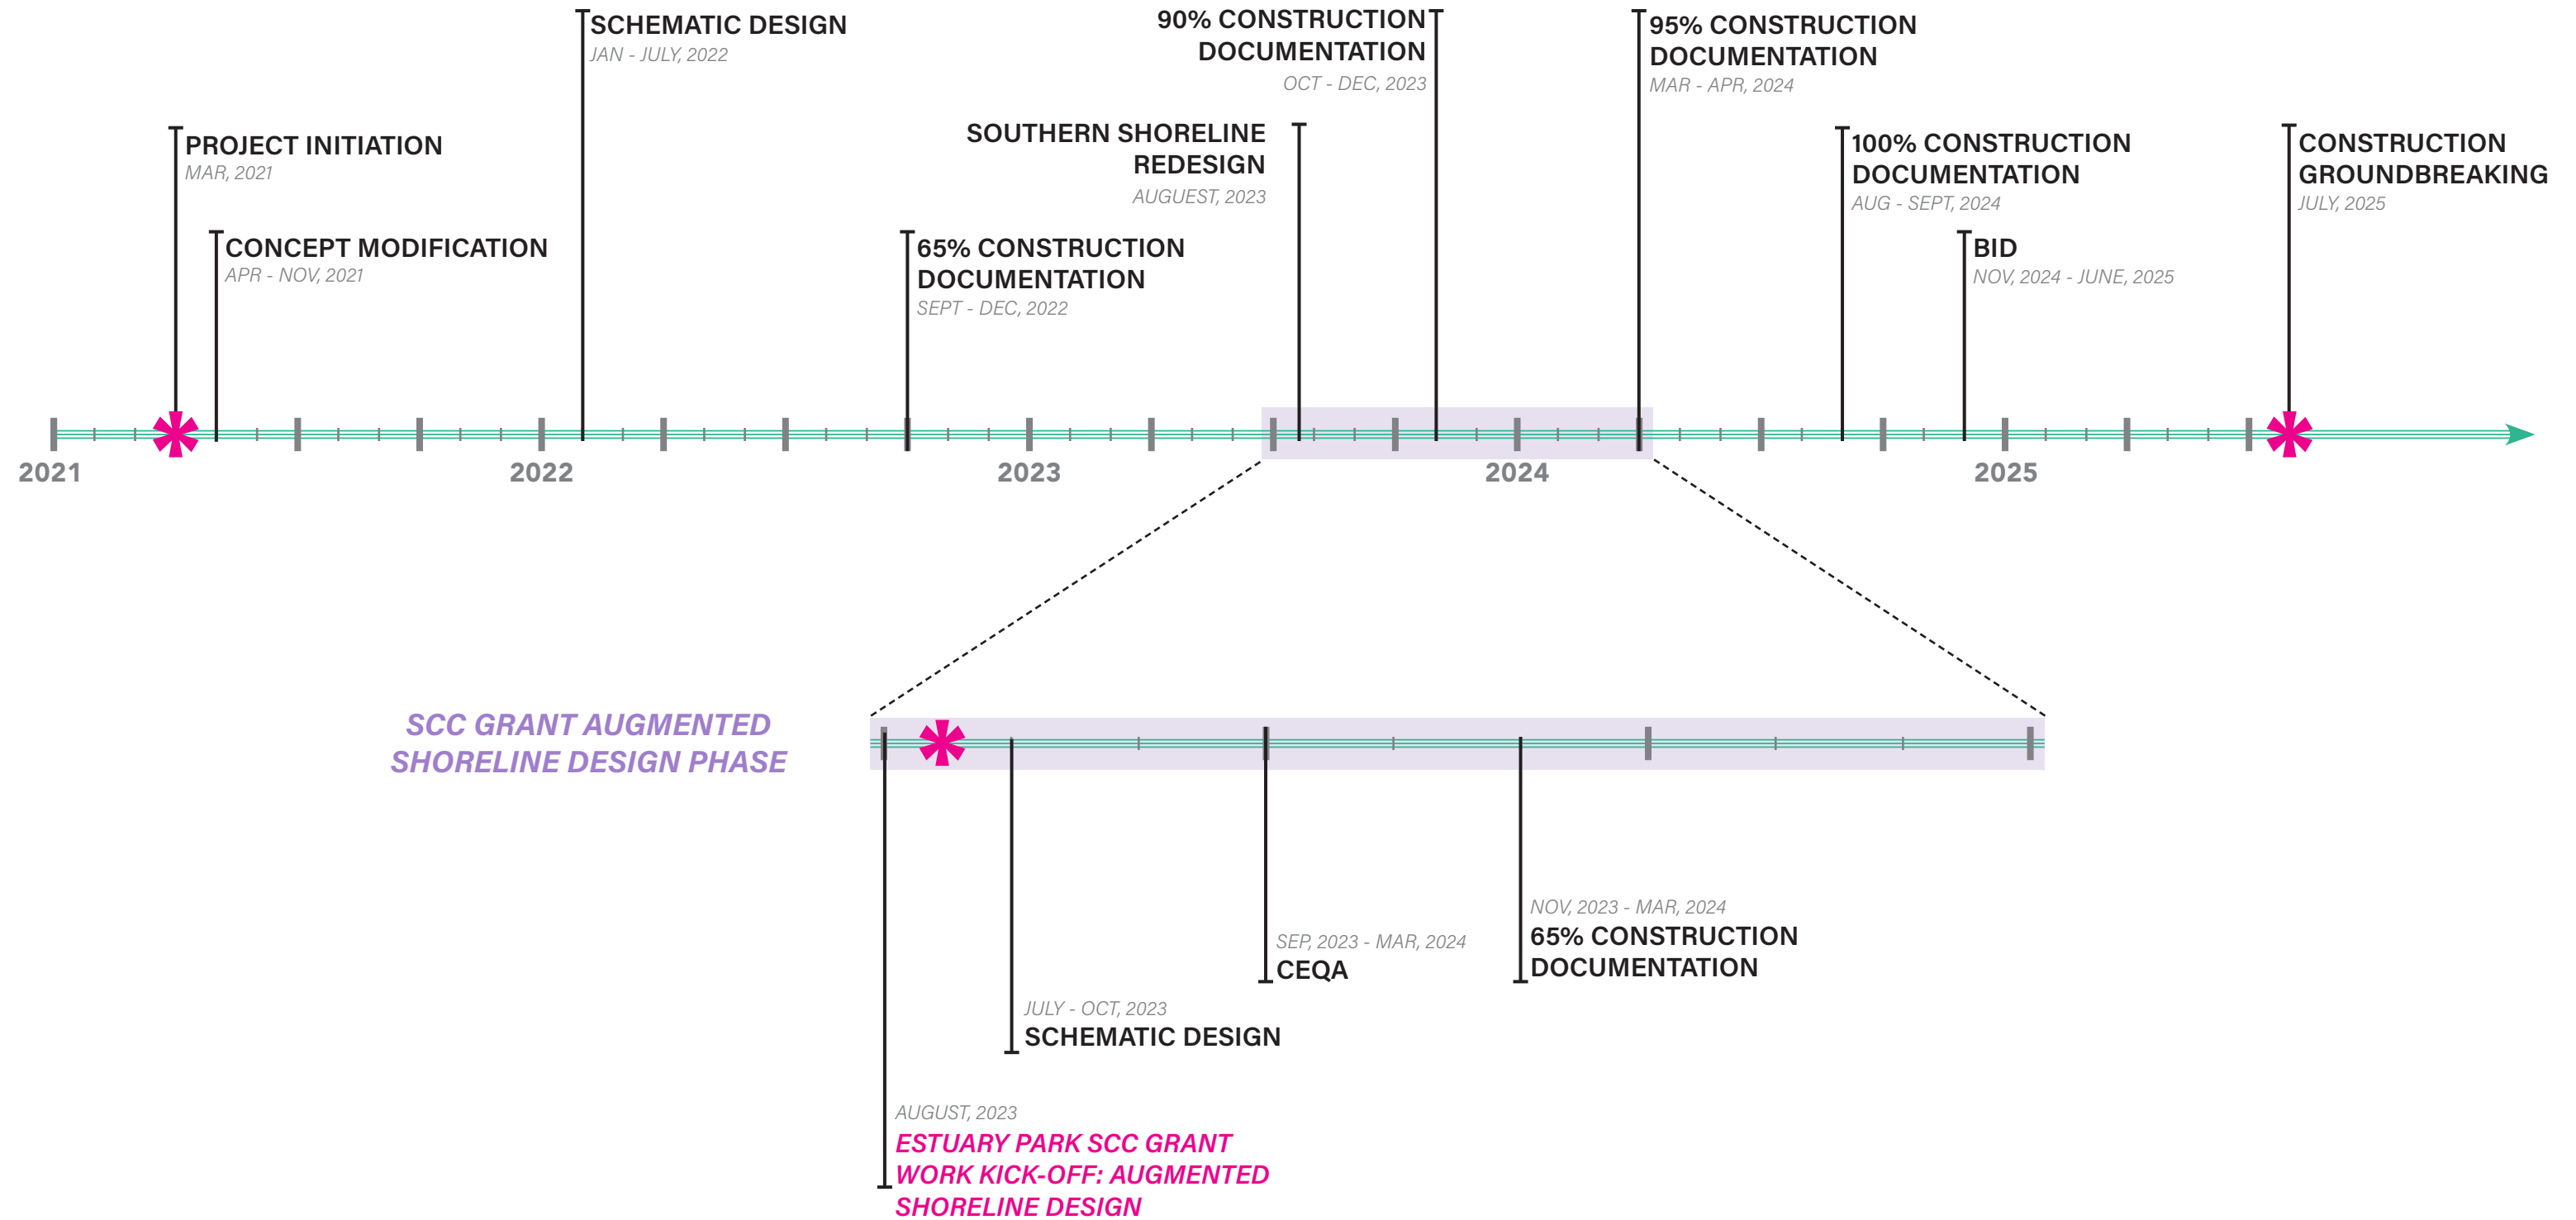 SCHEMATIC DESIGN
JAN - JULY, 2022
90% CONSTRUCTION
DOCUMENTATION
OCT - DEC, 2023
95% CONSTRUCTION
DOCUMENTATION
MAR - APR, 2024
PROJECT INITIATION
MAR, 2021
SOUTHERN SHORELINE
REDESIGN
AUGUEST, 2023
100% CONSTRUCTION
DOCUMENTATION
AUG - SEPT, 2024
CONSTRUCTION
GROUNDBREAKING
JULY, 2025
CONCEPT MODIFICATION
APR - NOV, 2021
65% CONSTRUCTION
DOCUMENTATION
SEPT - DEC, 2022
BID
NOV, 2024 - JUNE, 2025
2021
2022
2023
2024
2025
SCC GRANT AUGMENTED
SHORELINE DESIGN PHASE
NOV, 2023 - MAR, 2024
65% CONSTRUCTION
DOCUMENTATION
SEP, 2023 - MAR, 2024
CEQA
JULY - OCT, 2023
SCHEMATIC DESIGN
AUGUST, 2023
ESTUARY PARK SCC GRANT
WORK KICK-OFF: AUGMENTED
SHORELINE DESIGN